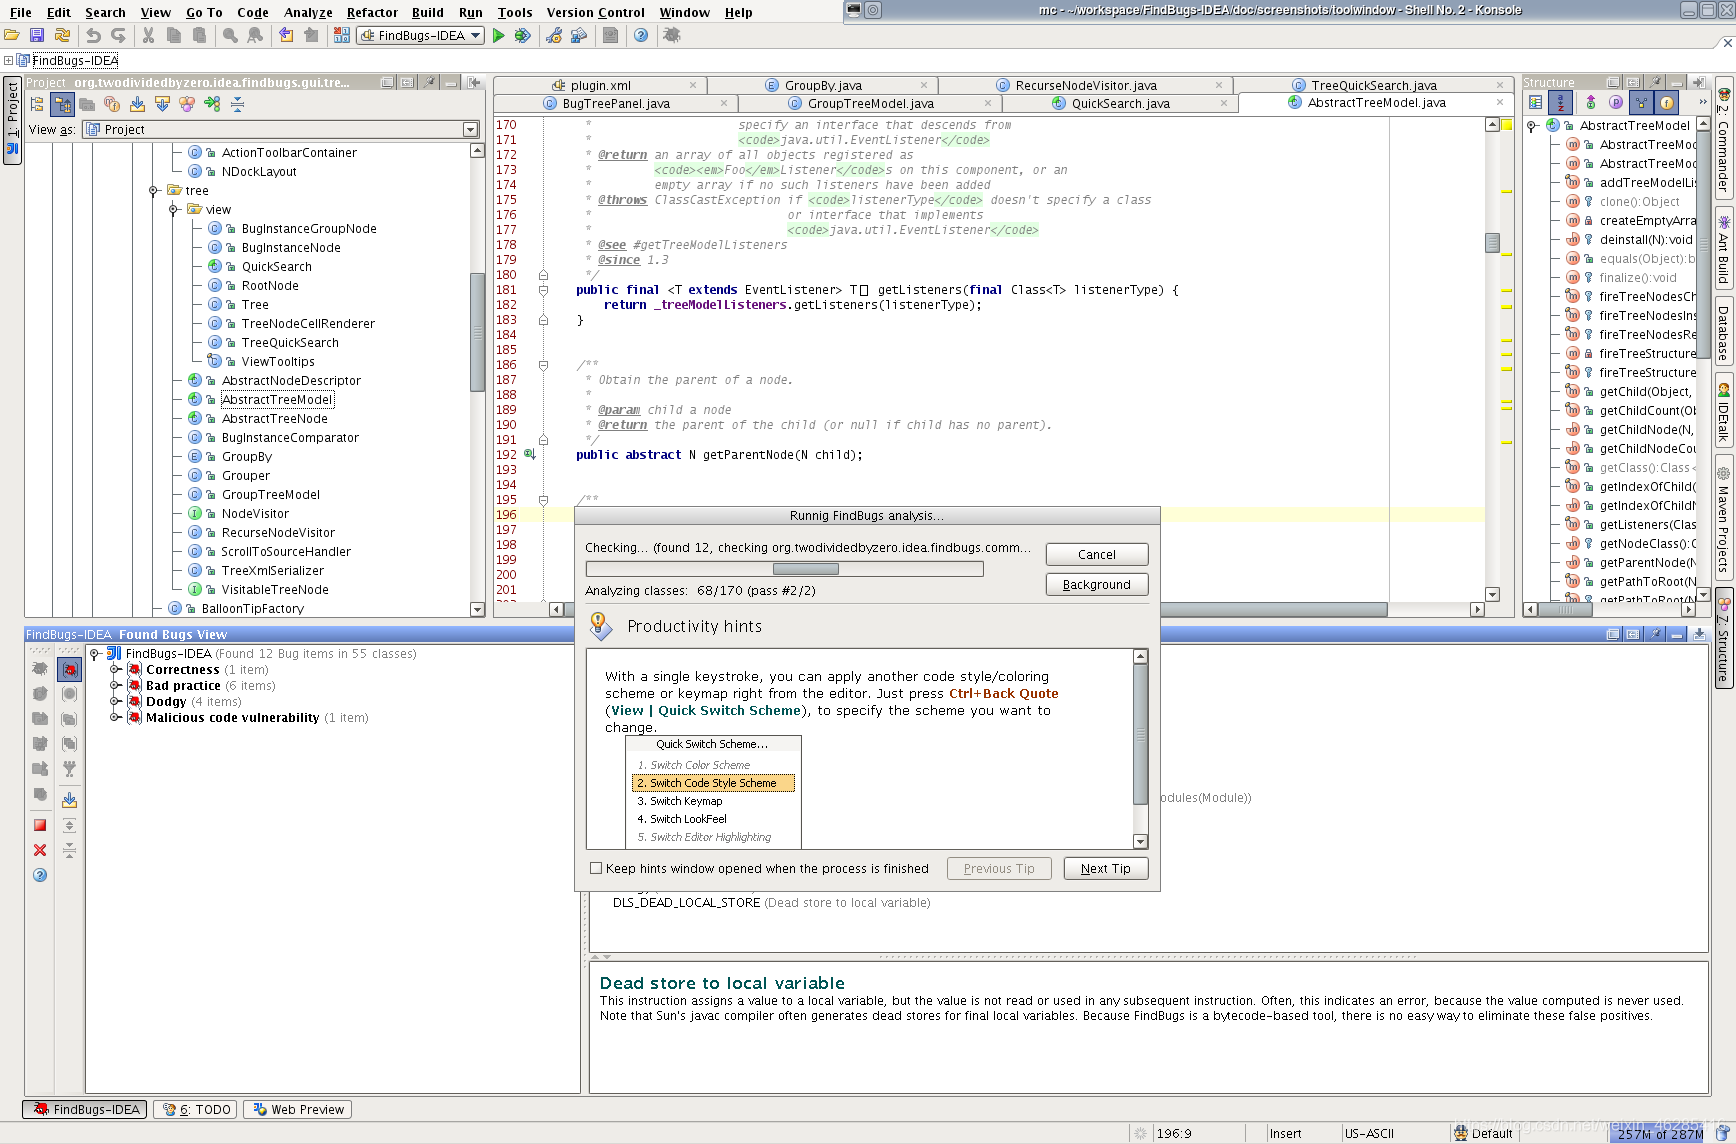 File Edit Search View Go To Code Analyze Refactor Build Run Tools Version Control Window Help
mc - ~/workspace/FindBugs-IDEA/doc/screenshots/toolwindow - Shell No. 2 - Konsole
FindBugs-IDEA
FindBugs-IDEA
1: Project
Project org.twodividedbyzero.idea.findbugs.gui.tre...
View as: Project
ActionToolbarContainer
NDockLayout
tree
view
BugInstanceGroupNode
BugInstanceNode
QuickSearch
RootNode
Tree
TreeNodeCellRenderer
TreeQuickSearch
ViewTooltips
AbstractNodeDescriptor
AbstractTreeModel
AbstractTreeNode
BugInstanceComparator
GroupBy
Grouper
GroupTreeModel
NodeVisitor
RecurseNodeVisitor
ScrollToSourceHandler
TreeXmlSerializer
VisitableTreeNode
BalloonTipFactory
plugin.xml GroupBy.java RecurseNodeVisitor.java TreeQuickSearch.java
BugTreePanel.java GroupTreeModel.java QuickSearch.java AbstractTreeModel.java
170 * specify an interface that descends from
171 * <code>java.util.EventListener</code>
172 * @return an array of all objects registered as
173 * <code><em>Foo</em>Listener</code>s on this component, or an
174 * empty array if no such listeners have been added
175 * @throws ClassCastException if <code>listenerType</code> doesn't specify a class
176 * or interface that implements
177 * <code>java.util.EventListener</code>
178 * @see #getTreeModelListeners
179 * @since 1.3
180 */
181 public final <T extends EventListener> T[] getListeners(final Class<T> listenerType) {
182 return _treeModelListeners.getListeners(listenerType);
183 }
184
185
186 /**
187 * Obtain the parent of a node.
188 *
189 * @param child a node
190 * @return the parent of the child (or null if child has no parent).
191 */
192 public abstract N getParentNode(N child);
193
194
195 /**
196
197
198
199
200
201
Structure
AbstractTreeModel
AbstractTreeMod
AbstractTreeMod
addTreeModelLis
clone():Object
createEmptyArra
deinstall(N):void
equals(Object):b
finalize():void
fireTreeNodesCh
fireTreeNodesIns
fireTreeNodesRe
fireTreeStructure
fireTreeStructure
getChild(Object,
getChildCount(Ob
getChildNode(N,
getChildNodeCou
getClass():Class<
getIndexOfChild(
getIndexOfChildN
getListeners(Clas
getNodeClass():C
getParentNode(N
getPathToRoot(N
getPathToRoot(N
2: Commander
Ant Build
Database
IDEtalk
Maven Projects
Z: Structure
Runnig FindBugs analysis...
Checking... (found 12, checking org.twodividedbyzero.idea.findbugs.comm...
Cancel
Analyzing classes: 68/170 (pass #2/2)
Background
Productivity hints
With a single keystroke, you can apply another code style/coloring
scheme or keymap right from the editor. Just press Ctrl+Back Quote
(View | Quick Switch Scheme), to specify the scheme you want to
change.
Quick Switch Scheme...
1. Switch Color Scheme
2. Switch Code Style Scheme
3. Switch Keymap
4. Switch LookFeel
5. Switch Editor Highlighting
Keep hints window opened when the process is finished
Previous Tip
Next Tip
FindBugs-IDEA Found Bugs View
FindBugs-IDEA (Found 12 Bug items in 55 classes)
Correctness (1 item)
Bad practice (6 items)
Dodgy (4 items)
Malicious code vulnerability (1 item)
odules(Module))
DLS_DEAD_LOCAL_STORE (Dead store to local variable)
Dead store to local variable
This instruction assigns a value to a local variable, but the value is not read or used in any subsequent instruction. Often, this indicates an error, because the value computed is never used.
Note that Sun's javac compiler often generates dead stores for final local variables. Because FindBugs is a bytecode-based tool, there is no easy way to eliminate these false positives.
FindBugs-IDEA 6: TODO Web Preview
196:9 Insert US-ASCII Default 257M of 287M